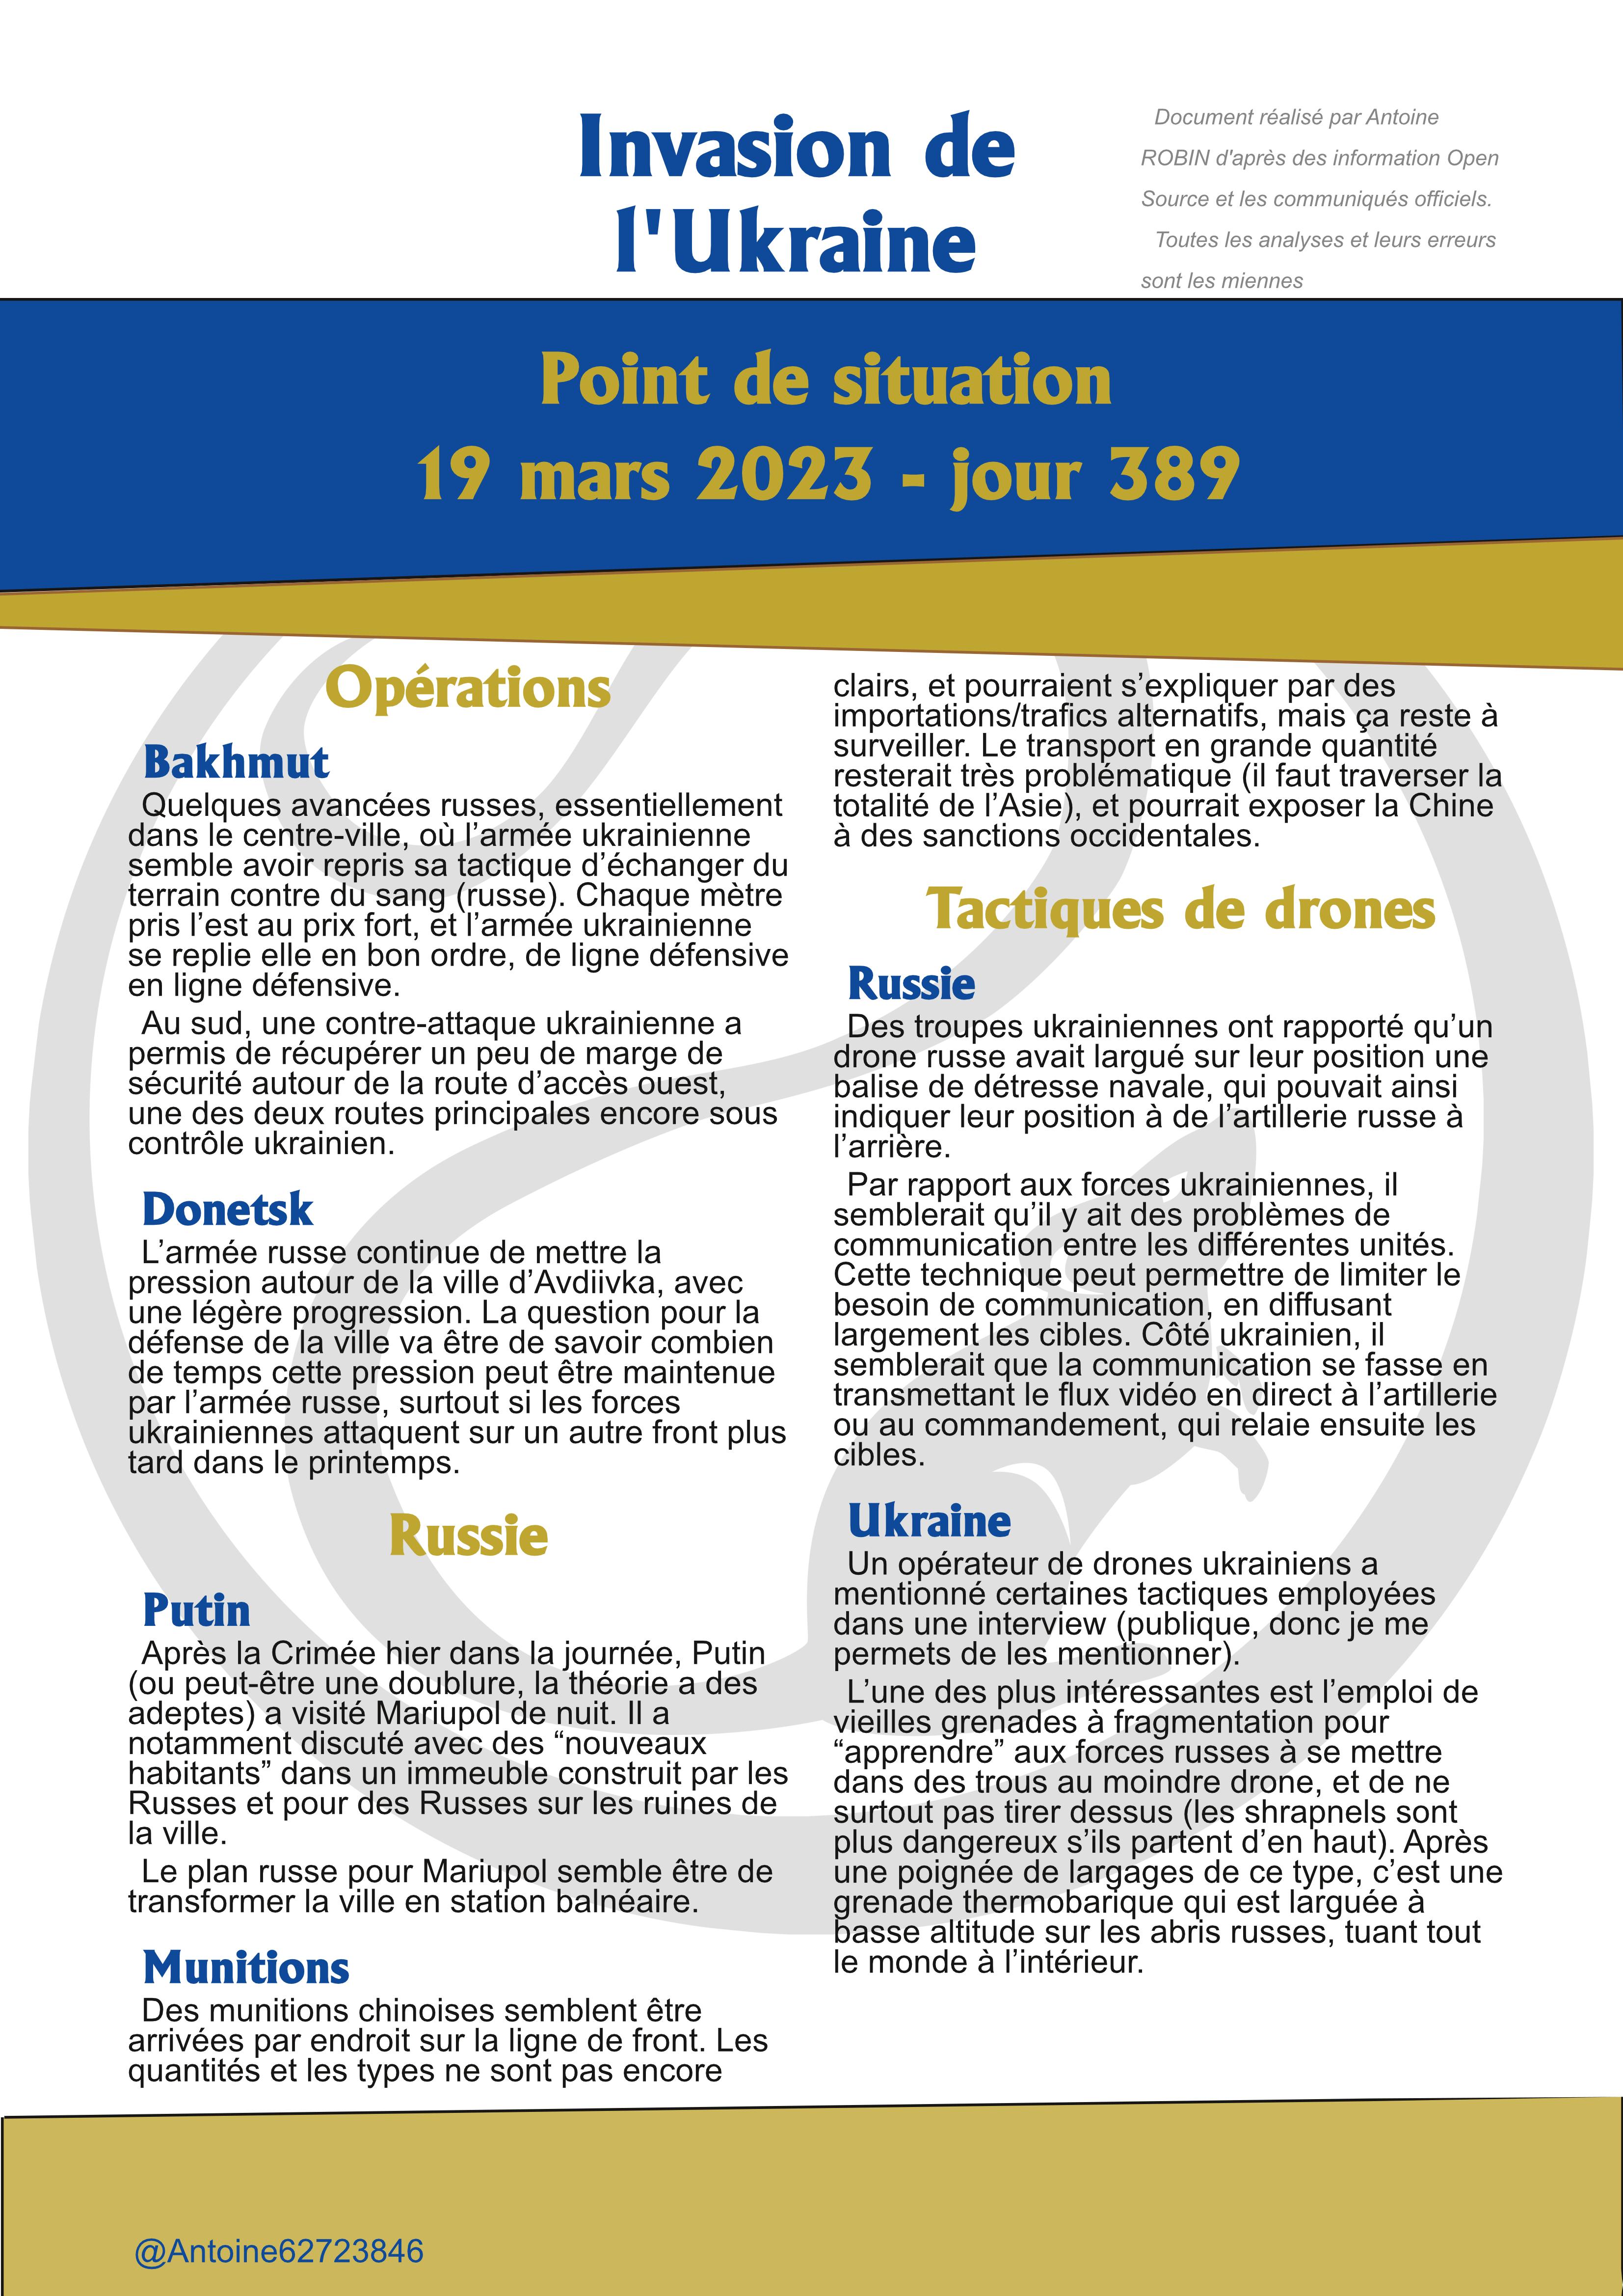 Invasion de
l'Ukraine
Document réalisé par Antoine
ROBIN d'après des information Open
Source et les communiqués officiels.
Toutes les analyses et leurs erreurs
sont les miennes
Point de situation
19 mars 2023 - jour 389
Opérations
Bakhmut
Quelques avancées russes, essentiellement
dans le centre-ville, où l’armée ukrainienne
semble avoir repris sa tactique d’échanger du
terrain contre du sang (russe). Chaque mètre
pris l’est au prix fort, et l’armée ukrainienne
se replie elle en bon ordre, de ligne défensive
en ligne défensive.
Au sud, une contre-attaque ukrainienne a
permis de récupérer un peu de marge de
sécurité autour de la route d’accès ouest,
une des deux routes principales encore sous
contrôle ukrainien.
Donetsk
L’armée russe continue de mettre la
pression autour de la ville d’Avdiivka, avec
une légère progression. La question pour la
défense de la ville va être de savoir combien
de temps cette pression peut être maintenue
par l’armée russe, surtout si les forces
ukrainiennes attaquent sur un autre front plus
tard dans le printemps.
Russie
Putin
Après la Crimée hier dans la journée, Putin
(ou peut-être une doublure, la théorie a des
adeptes) a visité Mariupol de nuit. Il a
notamment discuté avec des “nouveaux
habitants” dans un immeuble construit par les
Russes et pour des Russes sur les ruines de
la ville.
Le plan russe pour Mariupol semble être de
transformer la ville en station balnéaire.
Munitions
Des munitions chinoises semblent être
arrivées par endroit sur la ligne de front. Les
quantités et les types ne sont pas encore
clairs, et pourraient s’expliquer par des
importations/trafics alternatifs, mais ça reste à
surveiller. Le transport en grande quantité
resterait très problématique (il faut traverser la
totalité de l’Asie), et pourrait exposer la Chine
à des sanctions occidentales.
Tactiques de drones
Russie
Des troupes ukrainiennes ont rapporté qu’un
drone russe avait largué sur leur position une
balise de détresse navale, qui pouvait ainsi
indiquer leur position à de l’artillerie russe à
l’arrière.
Par rapport aux forces ukrainiennes, il
semblerait qu’il y ait des problèmes de
communication entre les différentes unités.
Cette technique peut permettre de limiter le
besoin de communication, en diffusant
largement les cibles. Côté ukrainien, il
semblerait que la communication se fasse en
transmettant le flux vidéo en direct à l’artillerie
ou au commandement, qui relaie ensuite les
cibles.
Ukraine
Un opérateur de drones ukrainiens a
mentionné certaines tactiques employées
dans une interview (publique, donc je me
permets de les mentionner).
L’une des plus intéressantes est l’emploi de
vieilles grenades à fragmentation pour
“apprendre” aux forces russes à se mettre
dans des trous au moindre drone, et de ne
surtout pas tirer dessus (les shrapnels sont
plus dangereux s’ils partent d’en haut). Après
une poignée de largages de ce type, c’est une
grenade thermobarique qui est larguée à
basse altitude sur les abris russes, tuant tout
le monde à l’intérieur.
@Antoine62723846